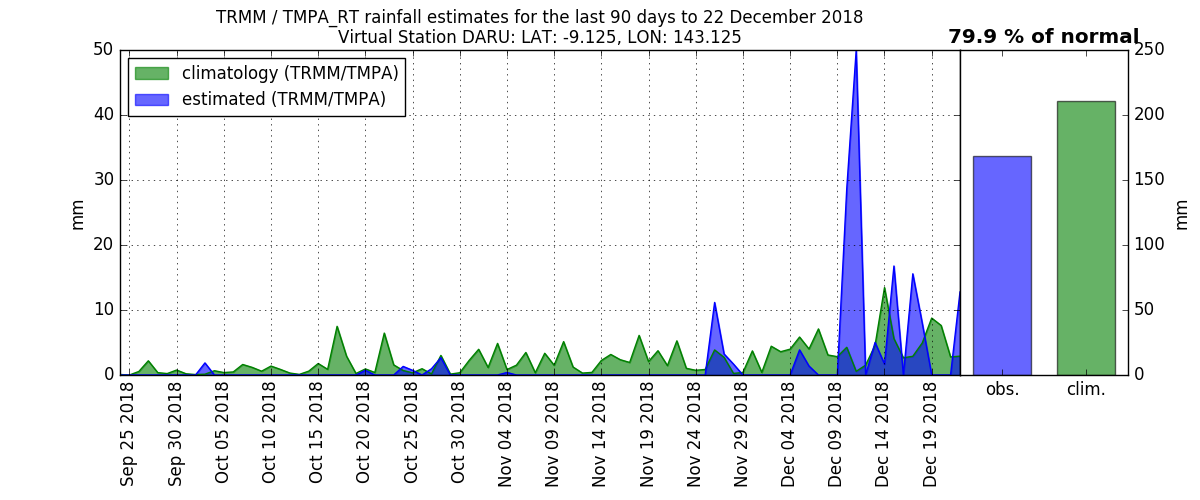 TRMM / TMPA_RT rainfall estimates for the last 90 days to 22 December 2018
Virtual Station DARU: LAT: -9.125, LON: 143.125
79.9 % of normal
climatology (TRMM/TMPA)
estimated (TRMM/TMPA)
50
40
30
20
10
0
mm
Sep 25 2018
Sep 30 2018
Oct 05 2018
Oct 10 2018
Oct 15 2018
Oct 20 2018
Oct 25 2018
Oct 30 2018
Nov 04 2018
Nov 09 2018
Nov 14 2018
Nov 19 2018
Nov 24 2018
Nov 29 2018
Dec 04 2018
Dec 09 2018
Dec 14 2018
Dec 19 2018
obs.
clim.
250
200
150
100
50
0
mm